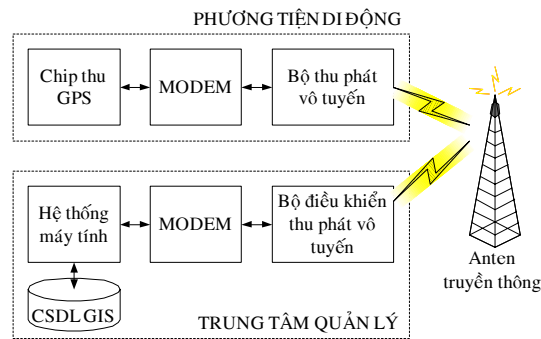 PHƯƠNG TIỆN DI ĐỘNG
Chip thu
GPS
MODEM
Bộ thu phát
vô tuyến
Hệ thống
máy tính
MODEM
Bộ điều khiển
thu phát vô
tuyến
CSDL GIS
TRUNG TÂM QUẢN LÝ
Anten
truyền thông